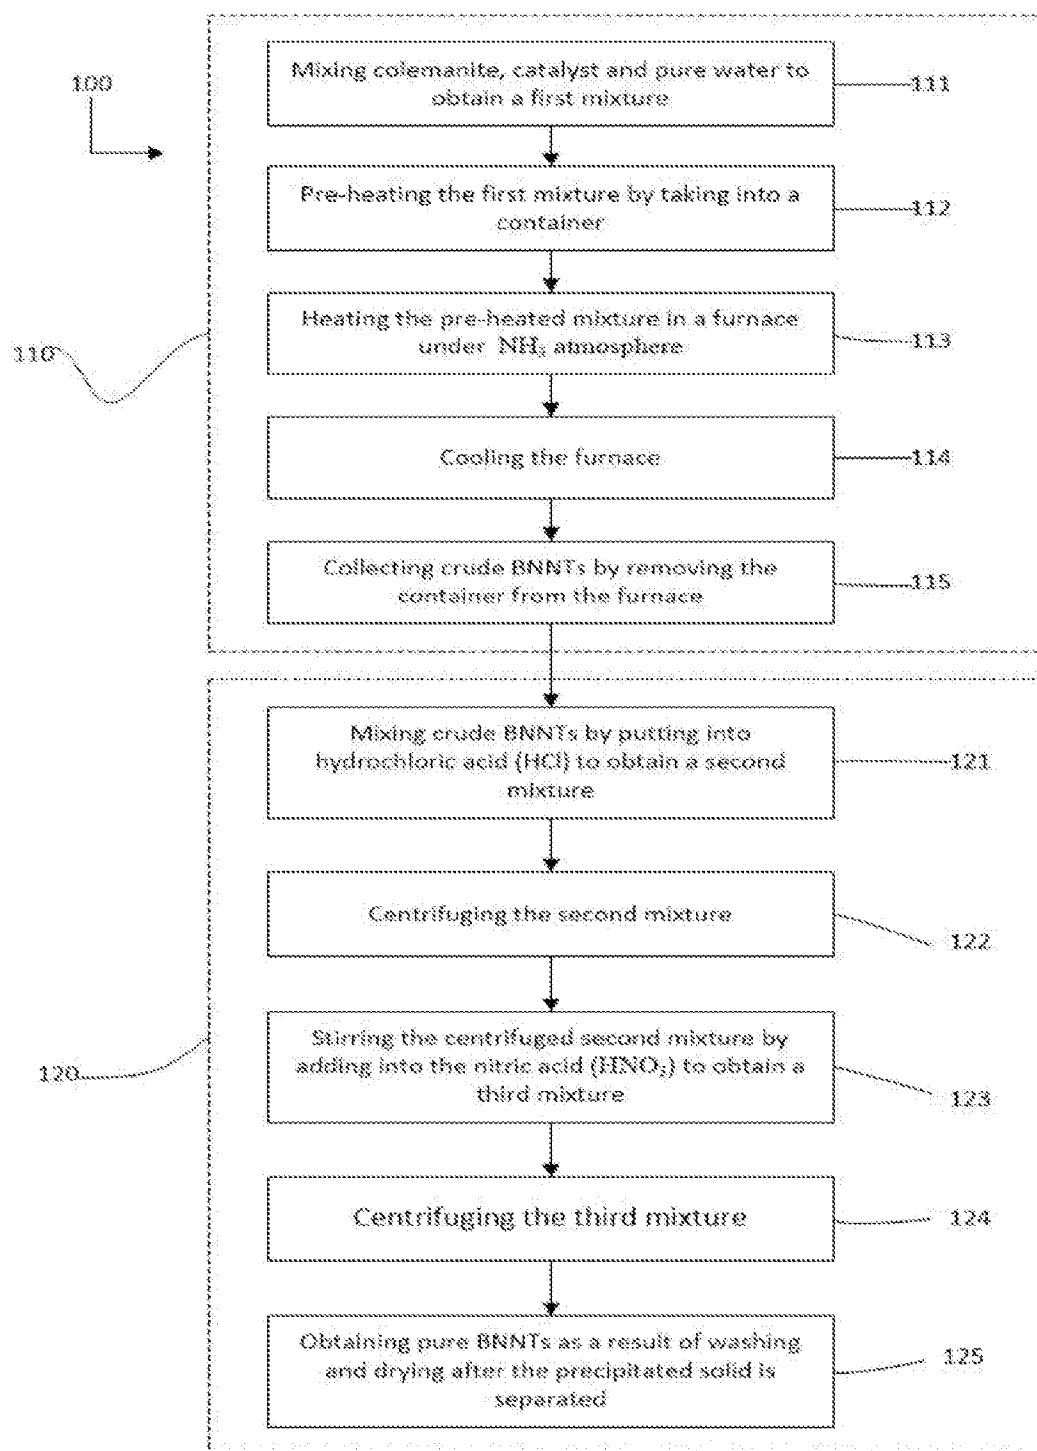 100
Mixing colemanite, catalyst and pure water to
obtain a first mixture
111
Pre-heating the first mixture by taking into a
container
112
Heating the pre-heated mixture in a furnace
under NH₃ atmosphere
113
110
Cooling the furnace
114
Collecting crude BNNTs by removing the
container from the furnace
115
Mixing crude BNNTs by putting into
hydrochloric acid (HCl) to obtain a second
mixture
121
Centrifuging the second mixture
122
Stirring the centrifuged second mixture by
adding into the nitric acid (HNO₃) to obtain a
third mixture
123
120
Centrifuging the third mixture
124
Obtaining pure BNNTs as a result of washing
and drying after the precipitated solid is
separated
125